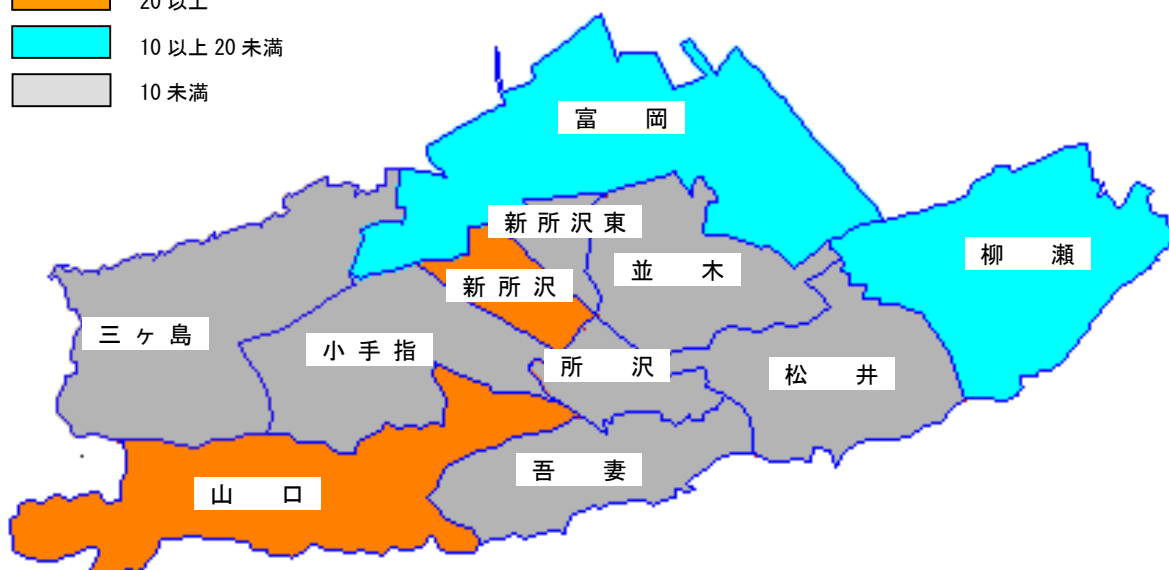 20 以上
10 以上 20 未満
10 未満
富 岡
新所沢東
柳 瀬
並 木
新所沢
三ヶ島
小手指
所 沢
松 井
吾 妻
山 口